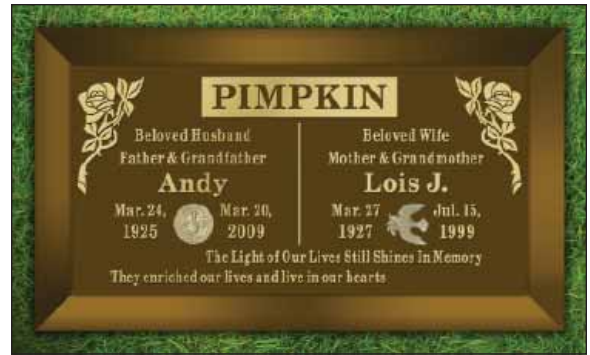 PIMPKIN
Beloved Husband
Father & Grandfather
Andy
Mar. 24, 1925
Mar. 20, 2009
Beloved Wife
Mother & Grandmother
Lois J.
Mar. 27 1927
Jul. 15, 1999
The Light of Our Lives Still Shines In Memory
They enriched our lives and live in our hearts